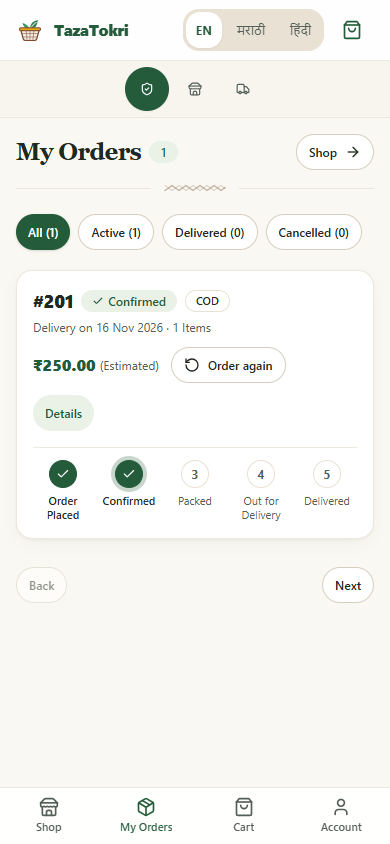 TazaTokri
EN मराठी हिंदी
My Orders 1
Shop
All (1) Active (1) Delivered (0) Cancelled (0)
#201 Confirmed COD
Delivery on 16 Nov 2026 · 1 Items
₹250.00 (Estimated) Order again
Details
3 4 5
Order Placed Confirmed Packed Out for Delivery Delivered
Back Next
Shop My Orders Cart Account